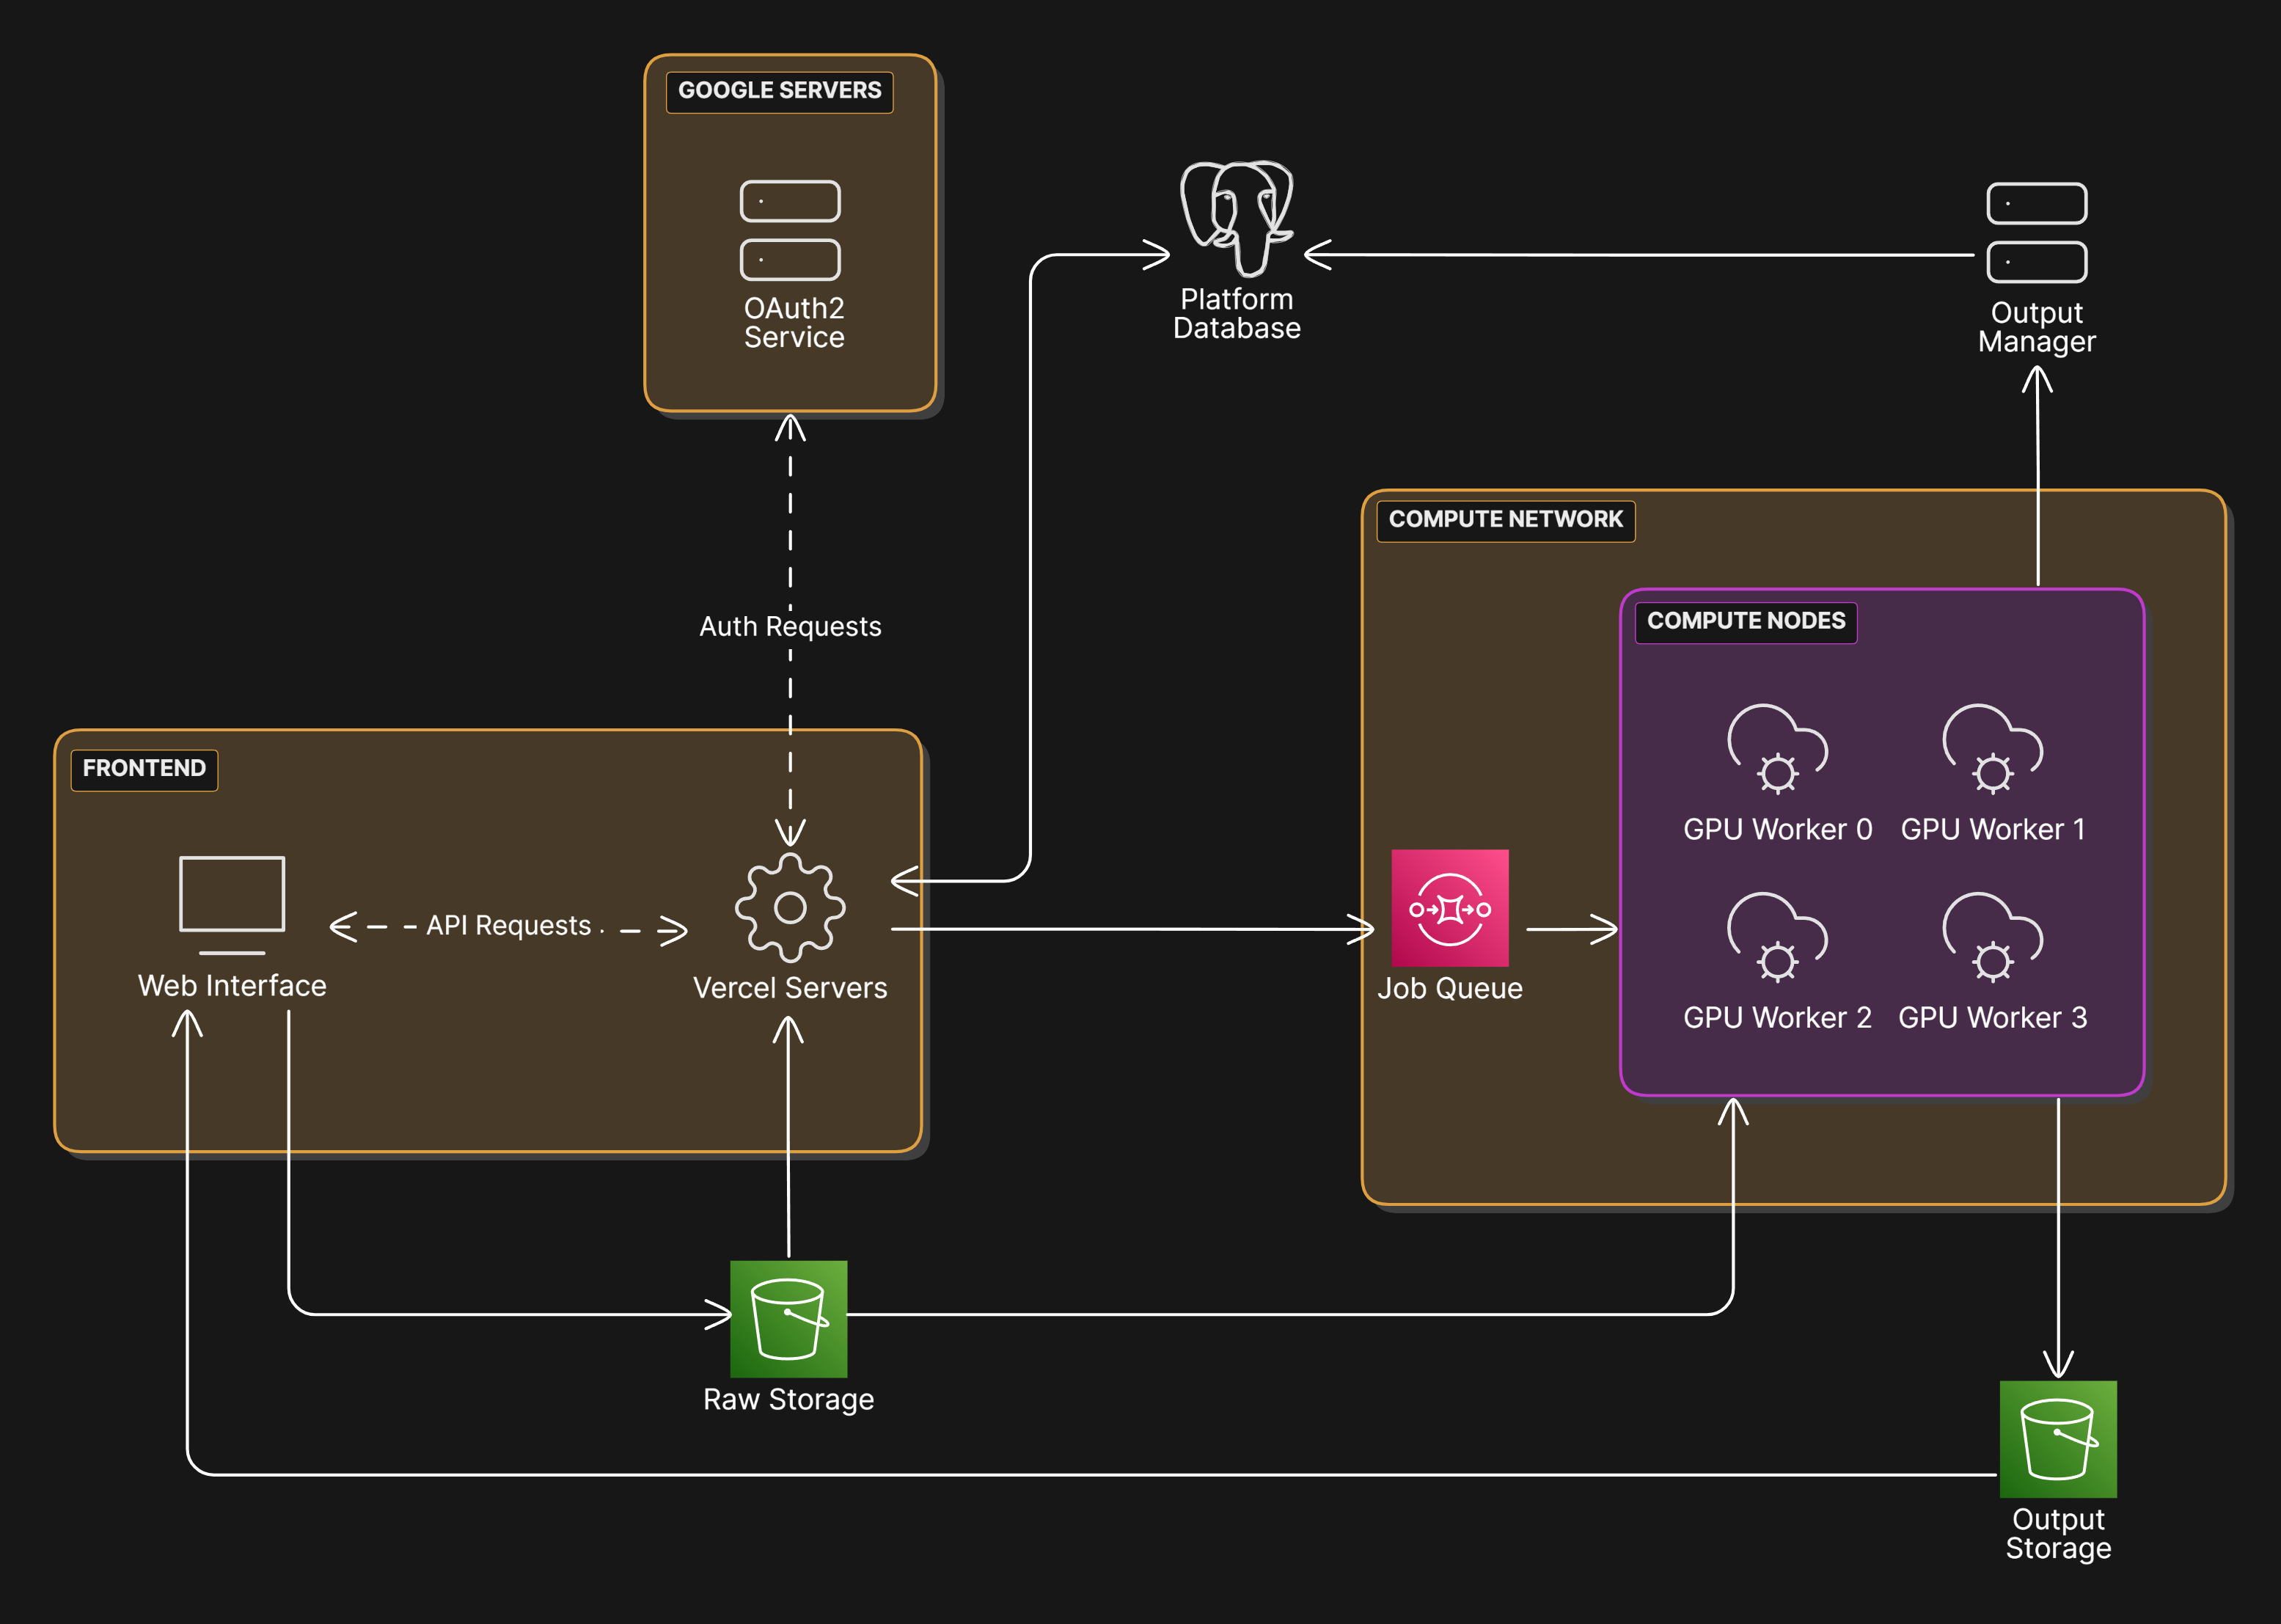 GOOGLE SERVERS
OAuth2
Service
Platform
Database
Output
Manager
COMPUTE NETWORK
COMPUTE NODES
Auth Requests
FRONTEND
GPU Worker 0
GPU Worker 1
API Requests
Web Interface
Vercel Servers
Job Queue
GPU Worker 2
GPU Worker 3
Raw Storage
Output
Storage